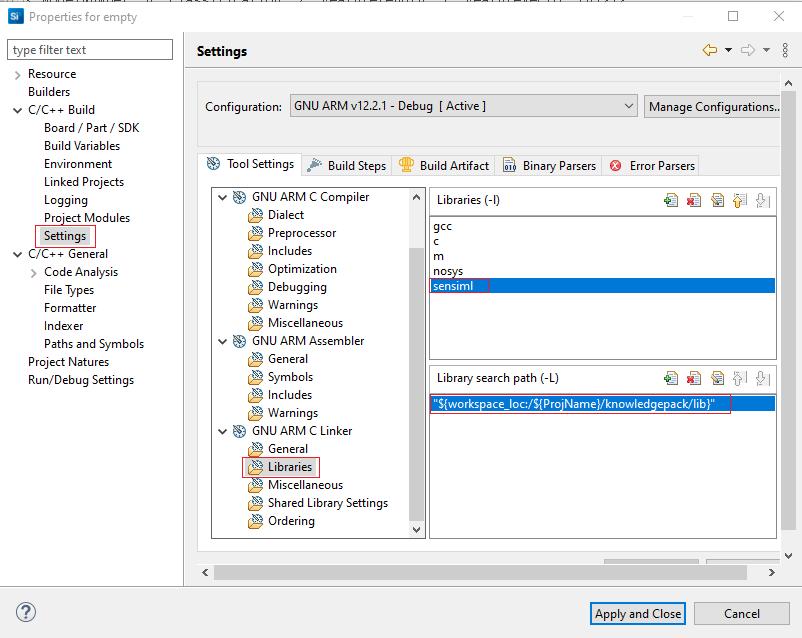 Si Properties for empty
type filter text
Resource
Builders
C/C++ Build
Board / Part / SDK
Build Variables
Environment
Linked Projects
Logging
Project Modules
Settings
C/C++ General
Code Analysis
File Types
Formatter
Indexer
Paths and Symbols
Project Natures
Run/Debug Settings
Settings
Configuration: GNU ARM v12.2.1 - Debug [ Active ] Manage Configurations..
Tool Settings Build Steps Build Artifact Binary Parsers Error Parsers
GNU ARM C Compiler
Dialect
Preprocessor
Includes
Optimization
Debugging
Warnings
Miscellaneous
GNU ARM Assembler
General
Symbols
Includes
Warnings
GNU ARM C Linker
General
Libraries
Miscellaneous
Shared Library Settings
Ordering
Libraries (-l)
gcc
c
m
nosys
sensiml
Library search path (-L)
"${workspace_loc:/${ProjName}/knowledgepack/lib}"
? Apply and Close Cancel